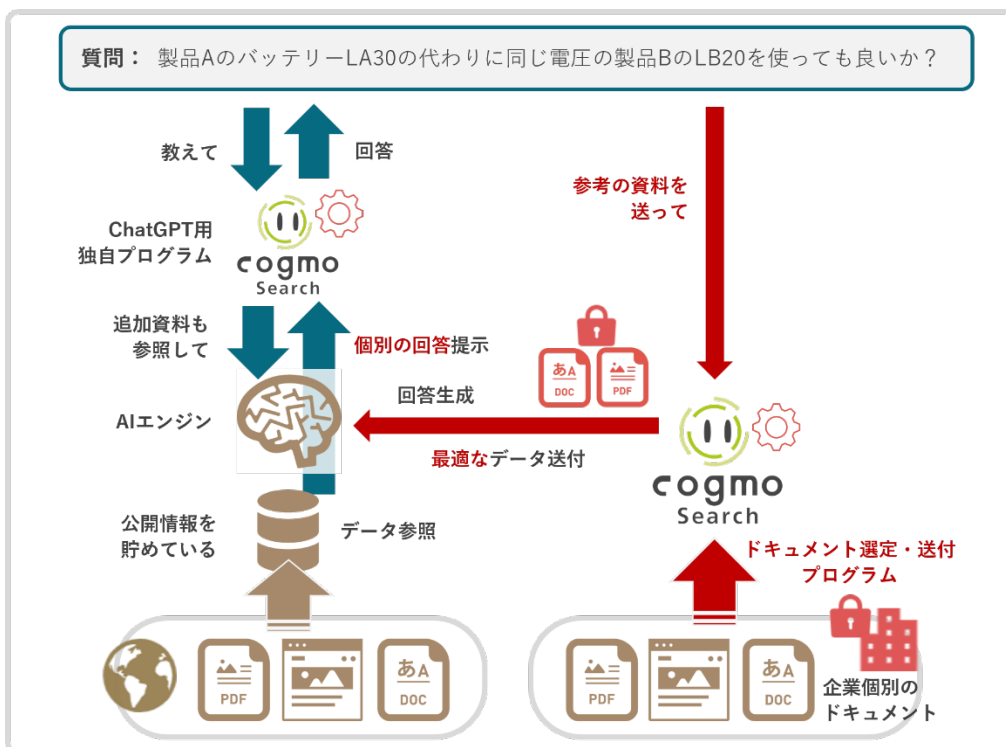 質問： 製品AのバッテリーLA30の代わりに同じ電圧の製品BのLB20を使っても良いか？
教えて
回答
参考の資料を
送って
ChatGPT用
独自プログラム
cogmo
Search
追加資料も
参照して
個別の回答提示
あA
DOC
PDF
回答生成
AIエンジン
最適なデータ送付
cogmo
Search
公開情報を
貯めている
データ参照
ドキュメント選定・送付
プログラム
PDF
あA
DOC
PDF
あA
DOC
企業個別の
ドキュメント